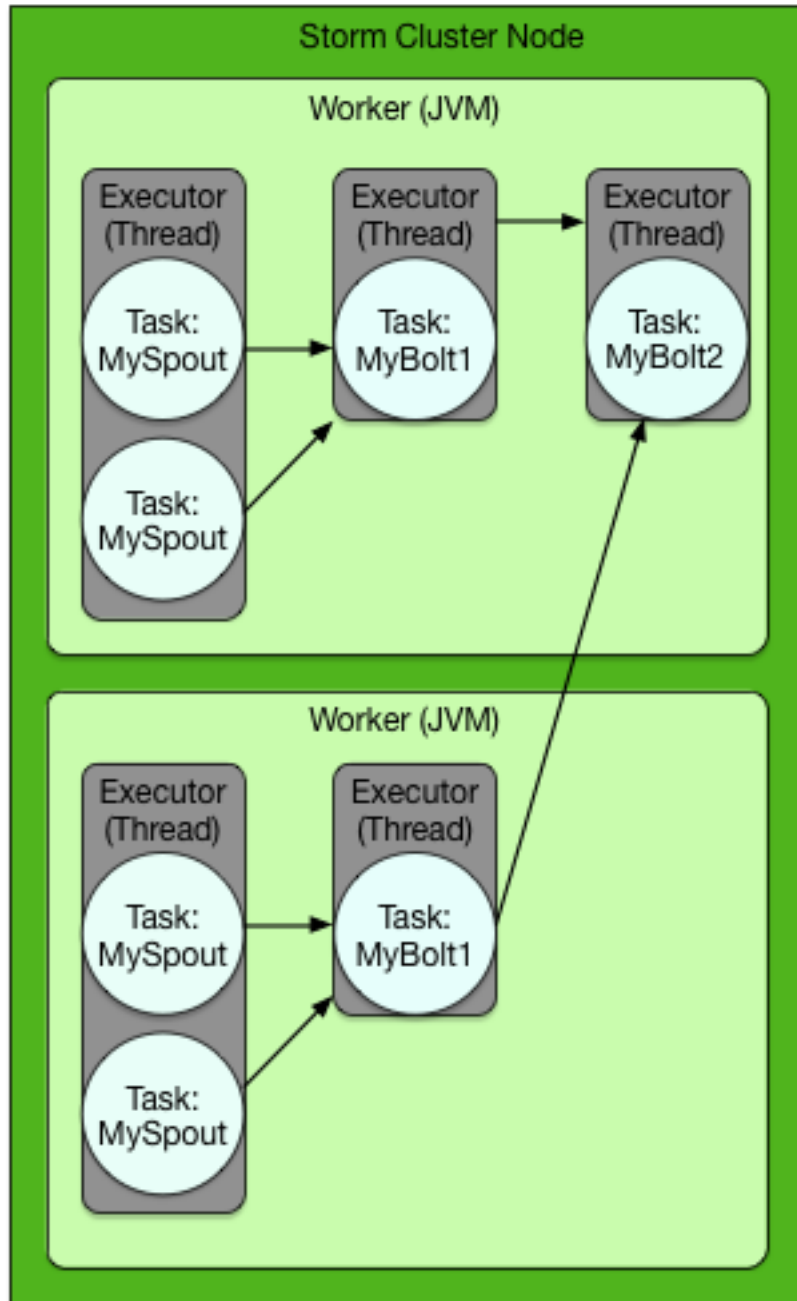 Storm Cluster Node
Worker (JVM)
Executor
(Thread)
Task:
MySpout
Task:
MySpout
Executor
(Thread)
Task:
MyBolt1
Executor
(Thread)
Task:
MyBolt2
Worker (JVM)
Executor
(Thread)
Task:
MySpout
Task:
MySpout
Executor
(Thread)
Task:
MyBolt1